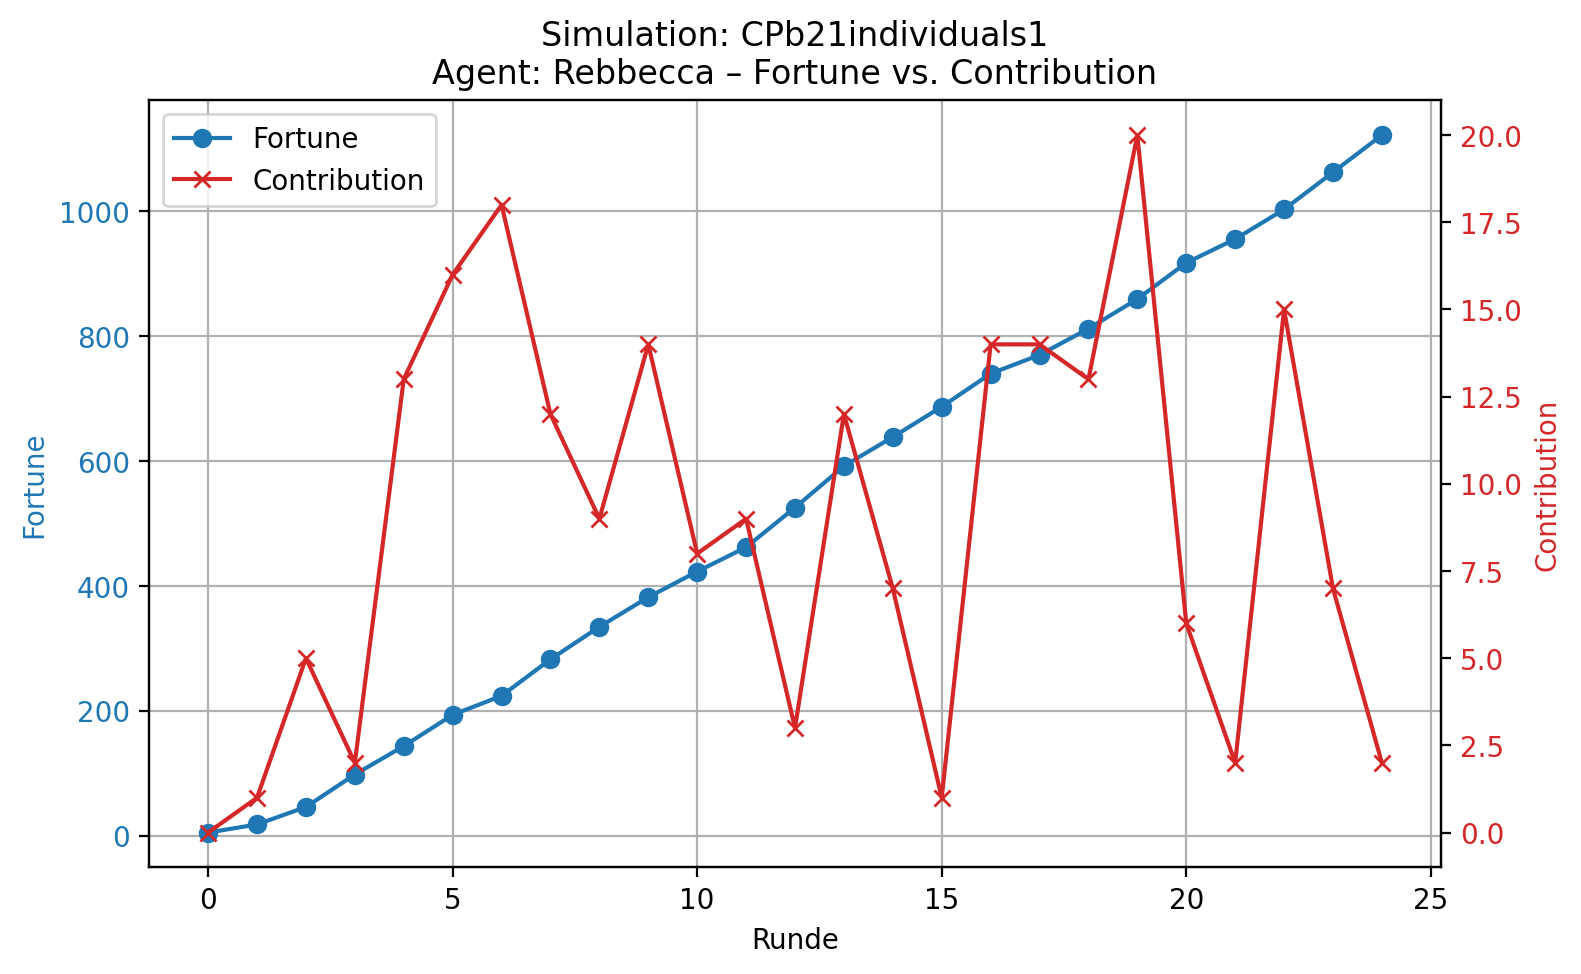 Simulation: CPb21individuals1
Agent: Rebbecca – Fortune vs. Contribution
Fortune
Contribution
1000
800
600
400
200
0
Fortune
20.0
17.5
15.0
12.5
10.0
7.5
5.0
2.5
0.0
Contribution
0 5 10 15 20 25
Runde